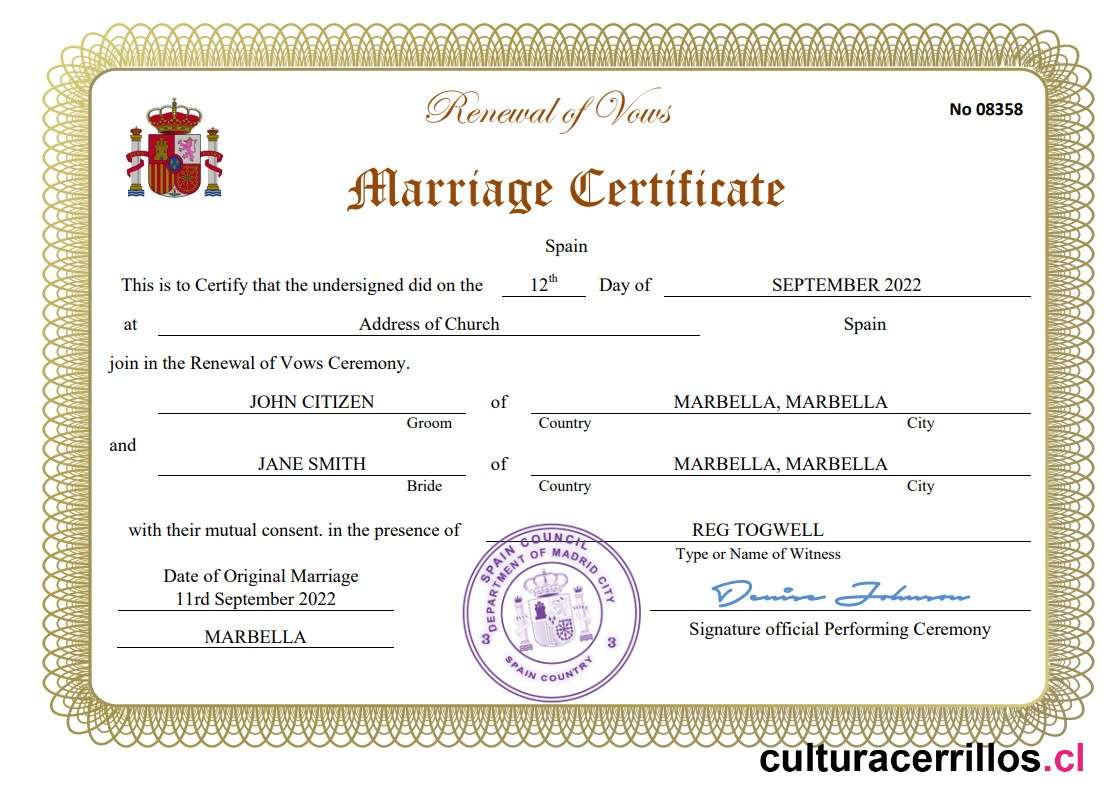 Renewal of Vows
No 08358
Marriage Certificate
Spain
This is to Certify that the undersigned did on the 12th Day of SEPTEMBER 2022
at Address of Church Spain
join in the Renewal of Vows Ceremony.
JOHN CITIZEN of MARBELLA, MARBELLA
Groom Country City
and
JANE SMITH of MARBELLA, MARBELLA
Bride Country City
with their mutual consent. in the presence of REG TOGWELL
Type or Name of Witness
Date of Original Marriage
11rd September 2022
MARBELLA
SPAIN COUNCIL
DEPARTMENT OF MADRID CITY
3 3
SPAIN COUNTRY
Denise Johnson
Signature official Performing Ceremony
culturacerrillos.cl